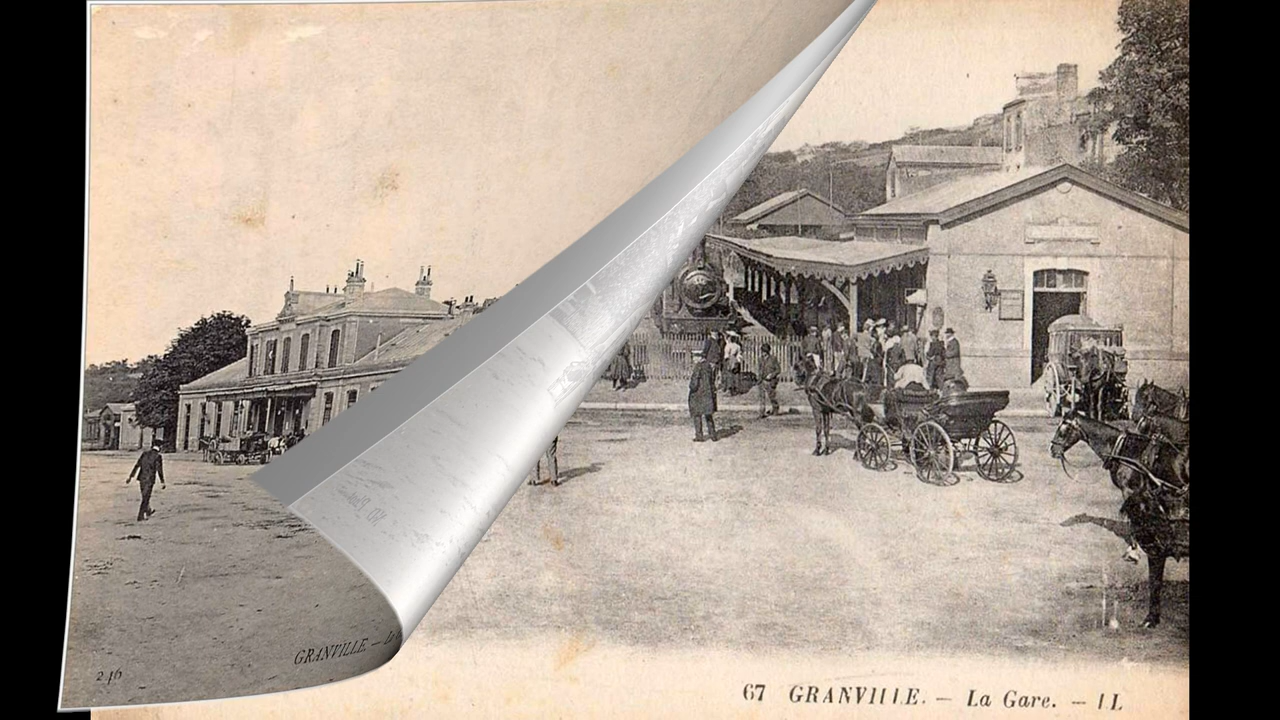 GRANVILLE. — L
246
67 GRANVILLE. — La Gare. — LL